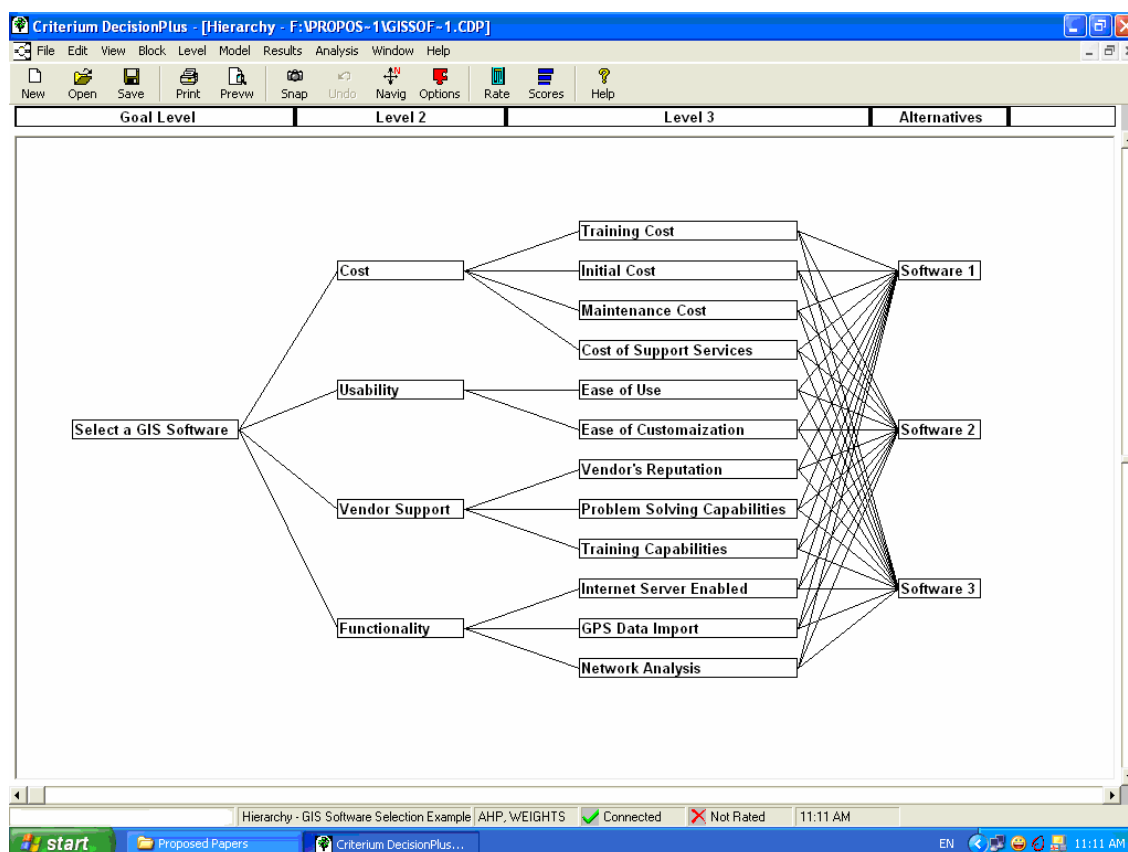 Criterium DecisionPlus - [Hierarchy - F:\PROPOS~1\GISSOF~1.CDP]
File Edit View Block Level Model Results Analysis Window Help
New Open Save Print Prevw Snap Undo Navig Options Rate Scores Help
Goal Level Level 2 Level 3 Alternatives
Training Cost
Cost Initial Cost Software 1
Maintenance Cost
Cost of Support Services
Usability Ease of Use
Select a GIS Software Ease of Customaization Software 2
Vendor's Reputation
Vendor Support Problem Solving Capabilities
Training Capabilities
Internet Server Enabled Software 3
Functionality GPS Data Import
Network Analysis
Hierarchy - GIS Software Selection Example AHP, WEIGHTS Connected Not Rated 11:11 AM
start Proposed Papers Criterium DecisionPlus... EN 11:11 AM